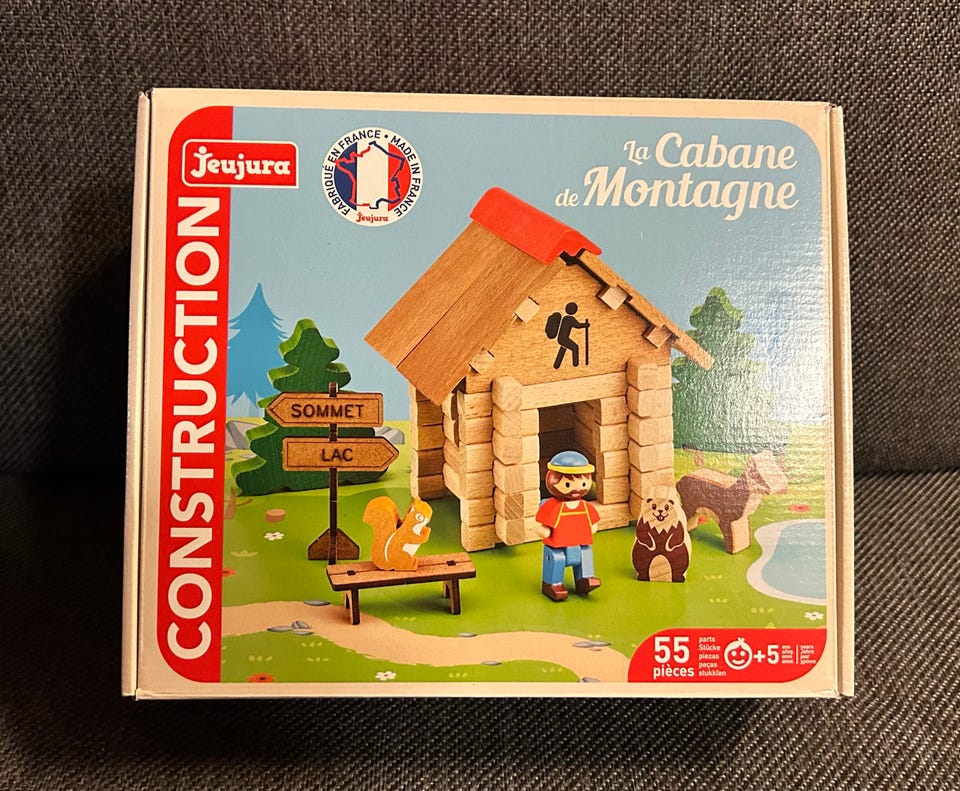 CONSTRUCTION
Jeujura
FABRIQUÉ EN FRANCE • MADE IN FRANCE
Jeujura
La Cabane
de Montagne
SOMMET
LAC
55
pièces
parts
Stücke
piezas
peças
stukklen
+5